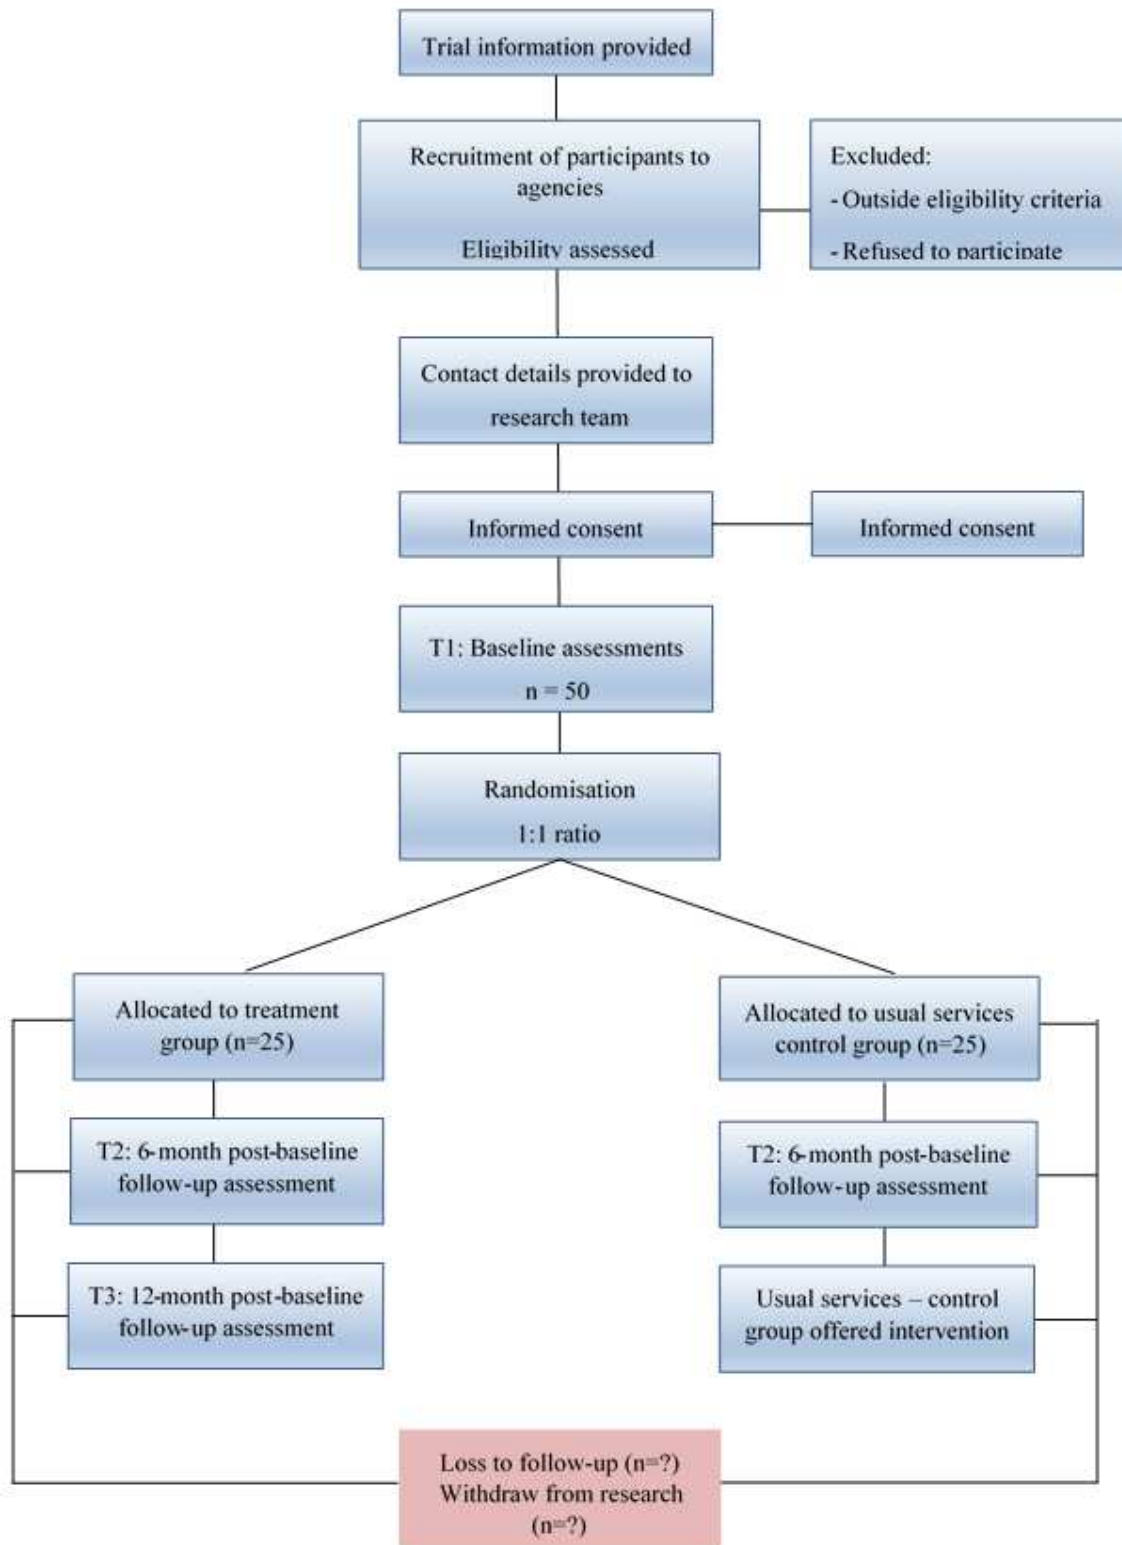 Trial information provided
Recruitment of participants to
agencies
Eligibility assessed
Excluded:
- Outside eligibility criteria
- Refused to participate
Contact details provided to
research team
Informed consent
Informed consent
T1: Baseline assessments
n = 50
Randomisation
1:1 ratio
Allocated to treatment
group (n=25)
Allocated to usual services
control group (n=25)
T2: 6-month post-baseline
follow-up assessment
T2: 6-month post-baseline
follow-up assessment
T3: 12-month post-baseline
follow-up assessment
Usual services – control
group offered intervention
Loss to follow-up (n=?)
Withdraw from research
(n=?)